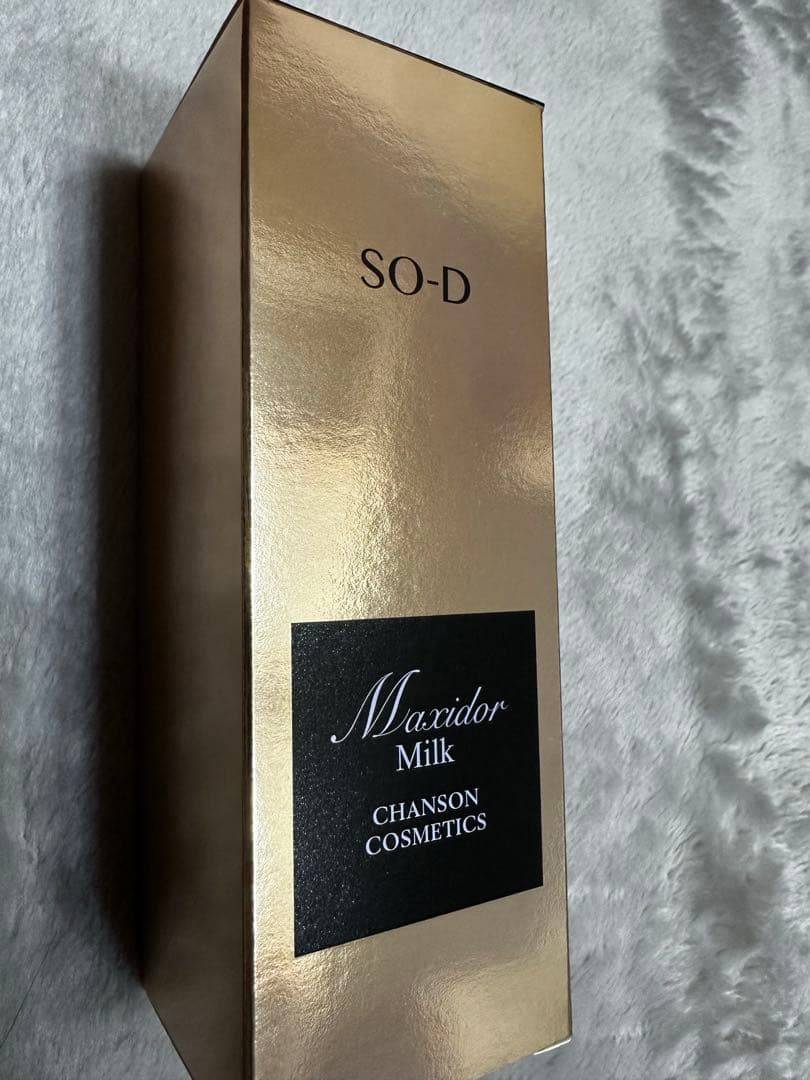 SO-D
Maxidor
Milk
CHANSON
COSMETICS